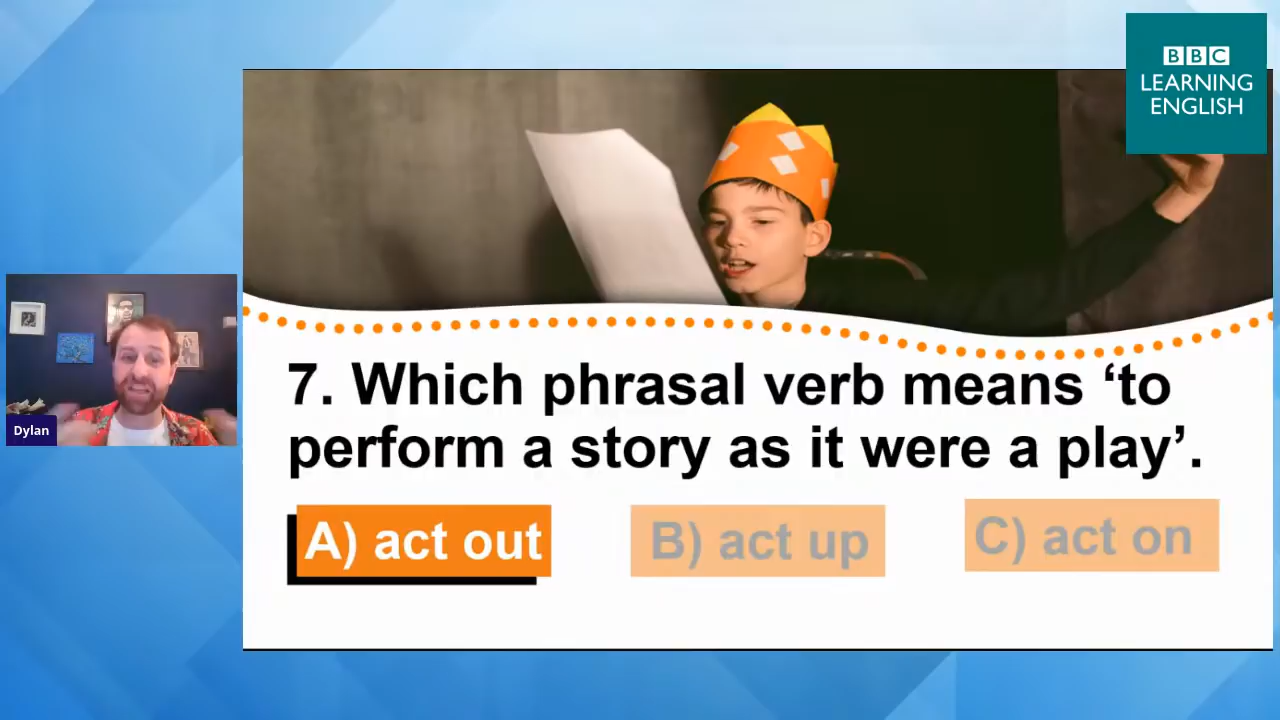 BBC
LEARNING
ENGLISH
Dylan
7. Which phrasal verb means ‘to
perform a story as it were a play’.
A) act out
B) act up
C) act on